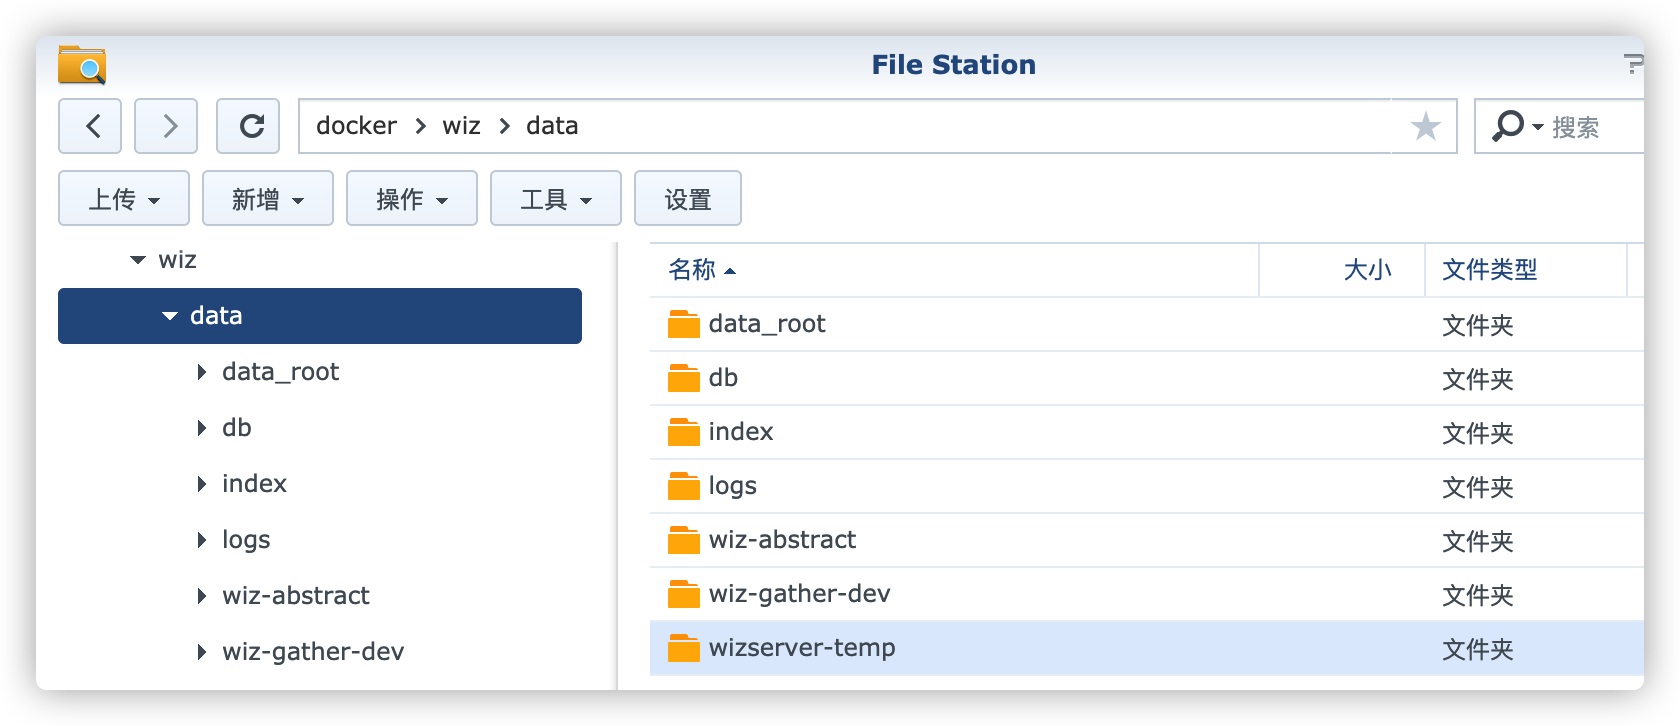 File Station
docker wiz data 搜索
上传 新增 操作 工具 设置
wiz
data
data_root
db
index
logs
wiz-abstract
wiz-gather-dev
名称 大小 文件类型
data_root 文件夹
db 文件夹
index 文件夹
logs 文件夹
wiz-abstract 文件夹
wiz-gather-dev 文件夹
wizserver-temp 文件夹